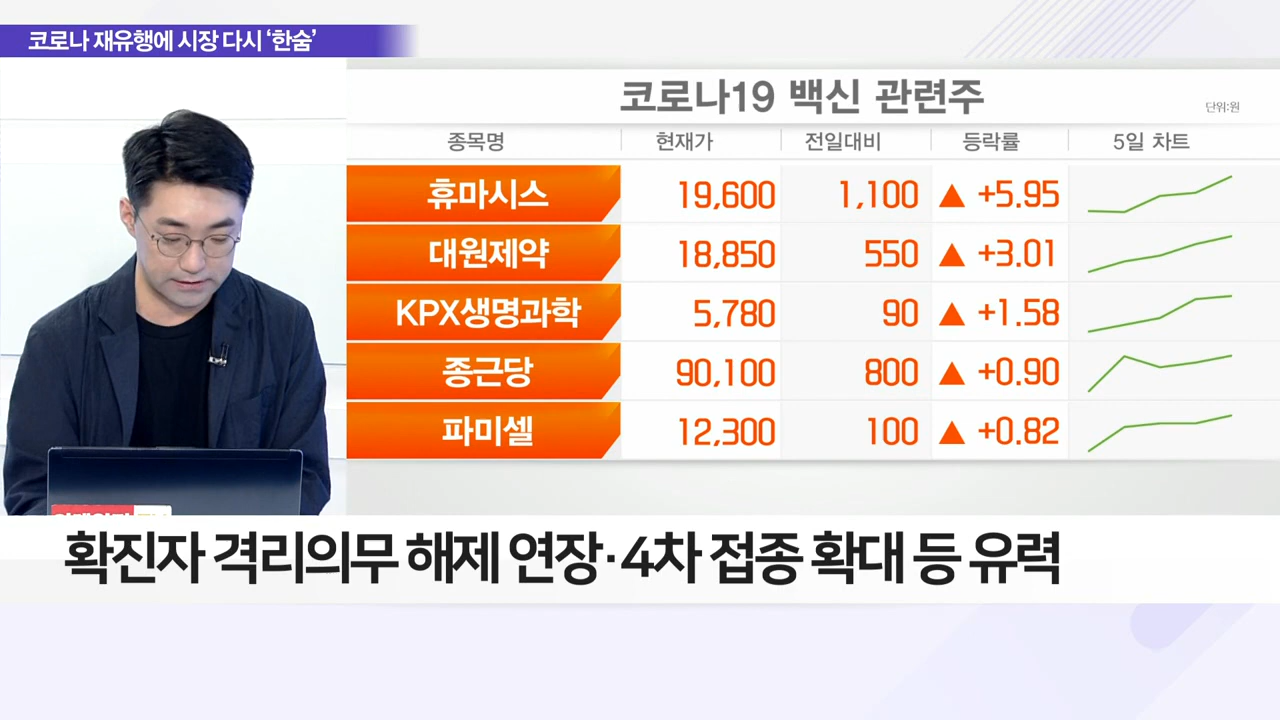 코로나 재유행에 시장 다시 ‘한숨’
코로나19 백신 관련주
단위:원
종목명 현재가 전일대비 등락률 5일 차트
휴마시스 19,600 1,100 ▲ +5.95
대원제약 18,850 550 ▲ +3.01
KPX생명과학 5,780 90 ▲ +1.58
종근당 90,100 800 ▲ +0.90
파미셀 12,300 100 ▲ +0.82
확진자 격리의무 해제 연장·4차 접종 확대 등 유력